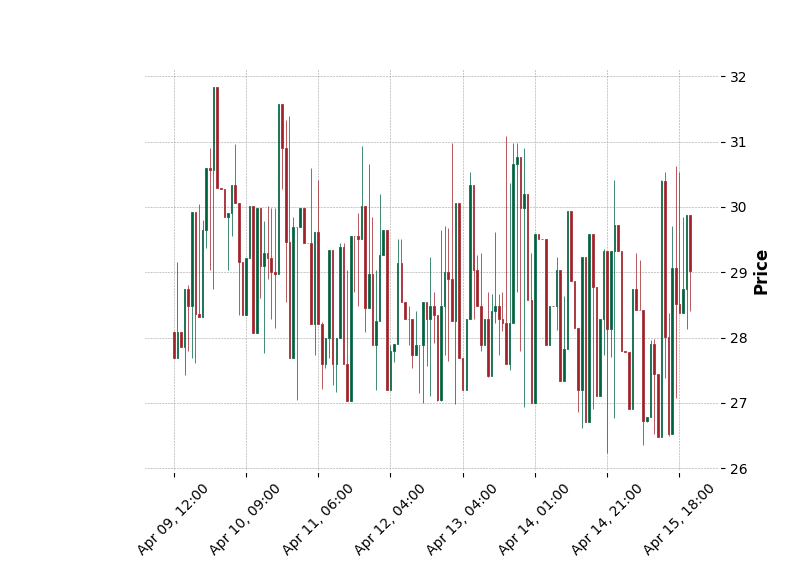 32
31
30
29
28
27
26
Price
Apr 09, 12:00
Apr 10, 09:00
Apr 11, 06:00
Apr 12, 04:00
Apr 13, 04:00
Apr 14, 01:00
Apr 14, 21:00
Apr 15, 18:00